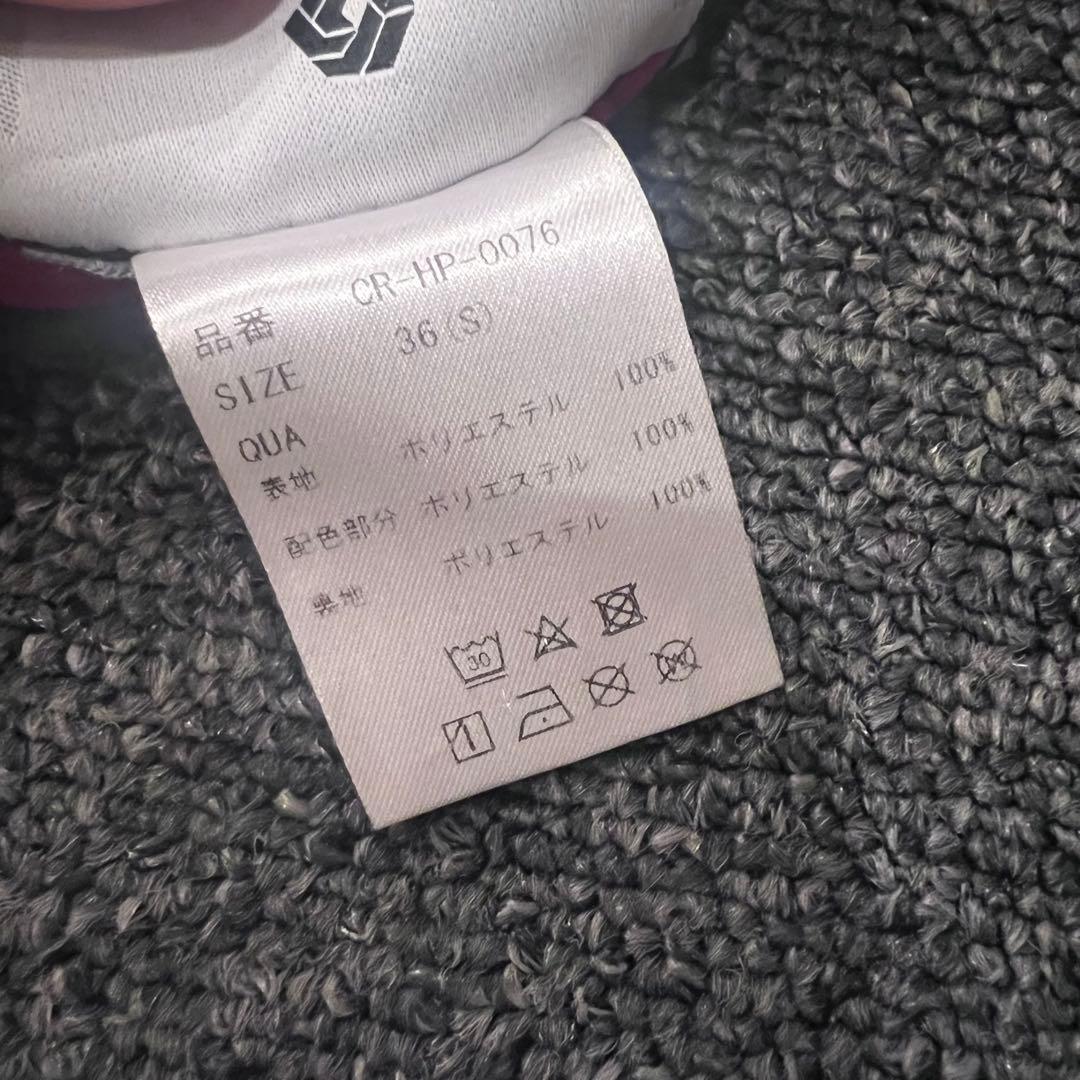 品番 CR-HP-0076
SIZE 36(S)
QUA
表地 ポリエステル 100%
配色部分 ポリエステル 100%
裏地 ポリエステル 100%
30